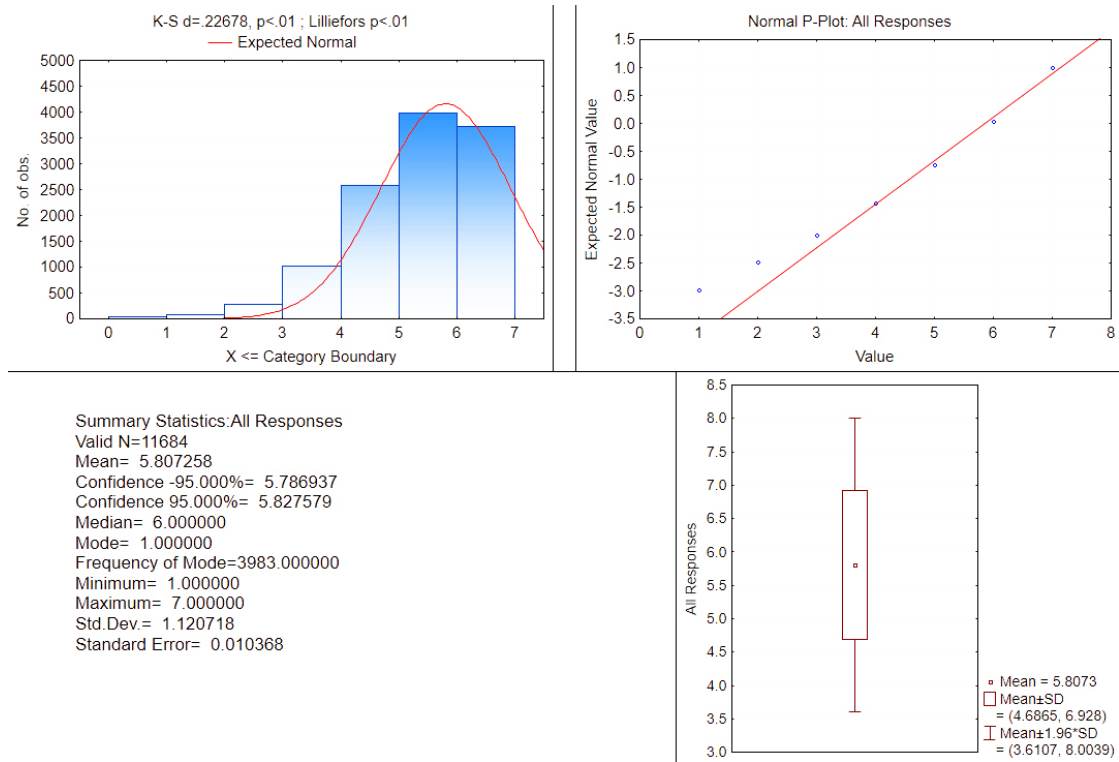 K-S d=.22678, p<.01 ; Lilliefors p<.01
Expected Normal
5000
4500
4000
3500
3000
2500
2000
1500
1000
500
0
No. of obs.
0 1 2 3 4 5 6 7
X <= Category Boundary
Normal P-Plot: All Responses
1.5
1.0
0.5
0.0
-0.5
-1.0
-1.5
-2.0
-2.5
-3.0
-3.5
Expected Normal Value
0 1 2 3 4 5 6 7 8
Value
Summary Statistics:All Responses
Valid N=11684
Mean= 5.807258
Confidence -95.000%= 5.786937
Confidence 95.000%= 5.827579
Median= 6.000000
Mode= 1.000000
Frequency of Mode=3983.000000
Minimum= 1.000000
Maximum= 7.000000
Std.Dev.= 1.120718
Standard Error= 0.010368
8.5
8.0
7.5
7.0
6.5
6.0
5.5
5.0
4.5
4.0
3.5
3.0
All Responses
Mean = 5.8073
Mean±SD
= (4.6865, 6.928)
Mean±1.96*SD
= (3.6107, 8.0039)